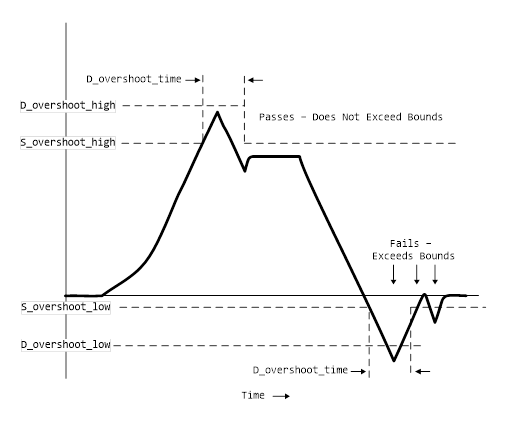 D_overshoot_time
D_overshoot_high
Passes – Does Not Exceed Bounds
S_overshoot_high
Fails –
Exceeds Bounds
S_overshoot_low
D_overshoot_low
D_overshoot_time
Time